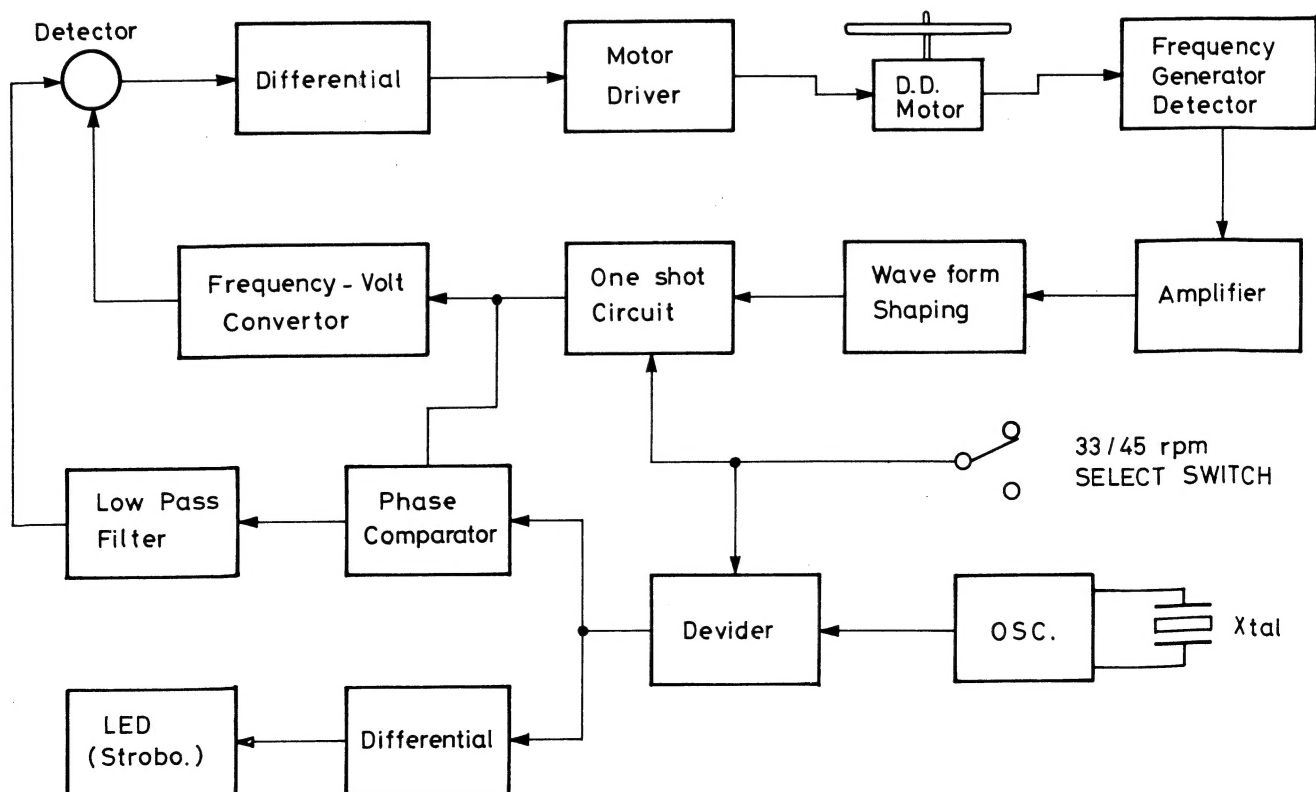 Detector
Differential
Motor
Driver
D.D.
Motor
Frequency
Generator
Detector
Frequency - Volt
Convertor
One shot
Circuit
Wave form
Shaping
Amplifier
33/45 rpm
SELECT SWITCH
Low Pass
Filter
Phase
Comparator
Devider
OSC.
Xtal
LED
(Strobo.)
Differential